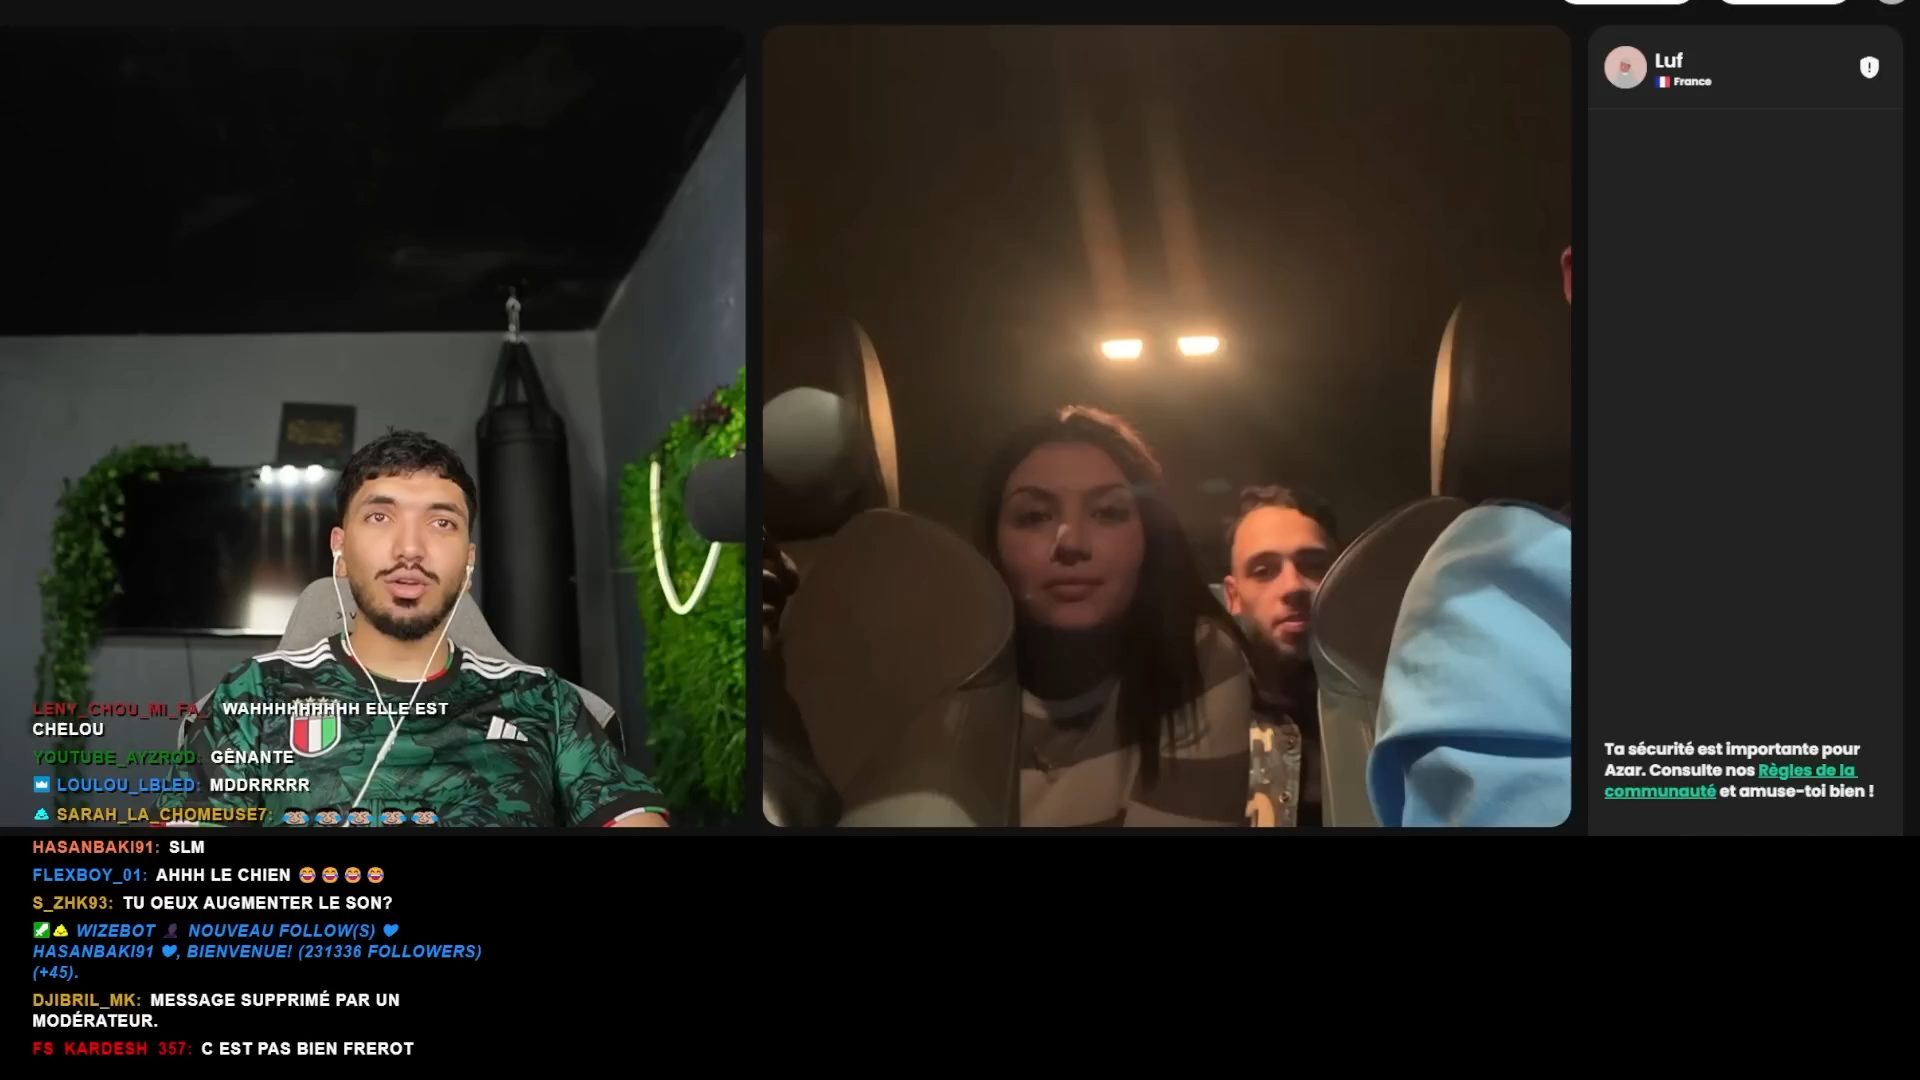 Luf
France
LENY_CHOU_MI_FA_: WAHHHHHHHHH ELLE EST
CHELOU
YOUTUBE_AYZROD: GÊNANTE
LOULOU_LBLED: MDDRRRRR
SARAH_LA_CHOMEUSE7:
HASANBAKI91: SLM
FLEXBOY_01: AHHH LE CHIEN 😂 😂 😂 😂
S_ZHK93: TU OEUX AUGMENTER LE SON?
WIZEBOT 👤 NOUVEAU FOLLOW(S) 💙
HASANBAKI91 💙, BIENVENUE! (231336 FOLLOWERS)
(+45).
DJIBRIL_MK: MESSAGE SUPPRIMÉ PAR UN
MODÉRATEUR.
FS_KARDESH_357: C EST PAS BIEN FREROT
Ta sécurité est importante pour
Azar. Consulte nos Règles de la
communauté et amuse-toi bien !